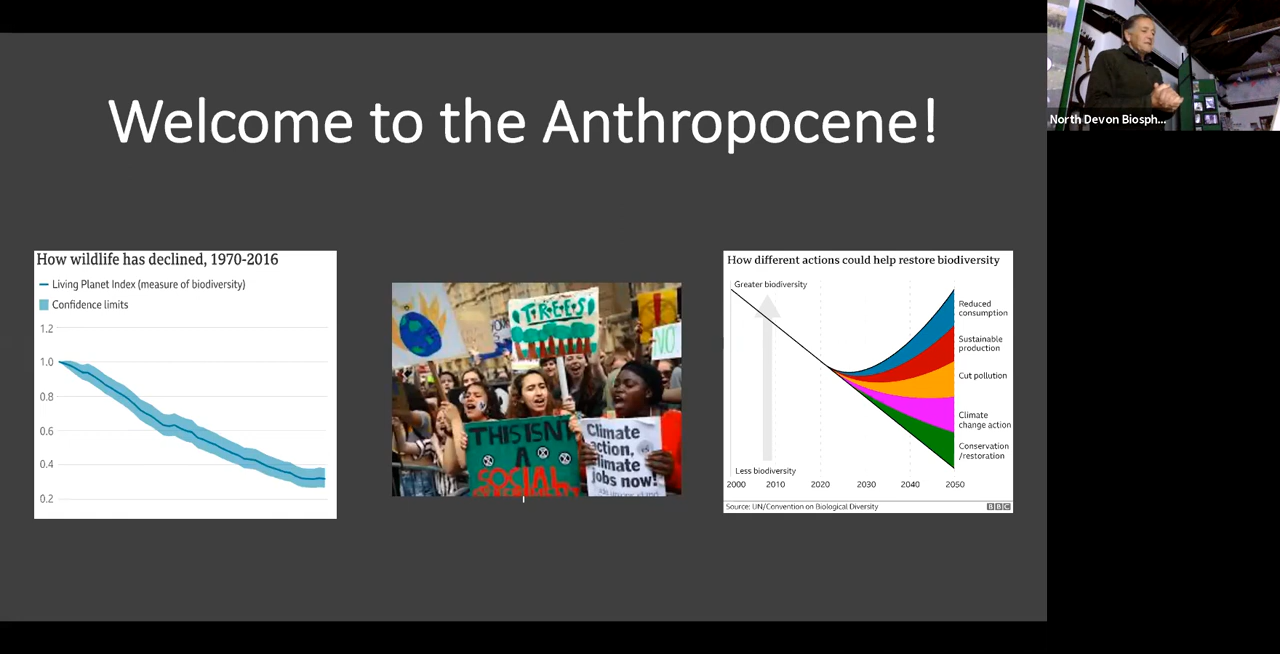 Welcome to the Anthropocene!
North Devon Biosph...
How wildlife has declined, 1970-2016
Living Planet Index (measure of biodiversity)
Confidence limits
1.2
1.0
0.8
0.6
0.4
0.2
TREES
NO
THIS ISN'T
A
SOCIAL
Climate
action,
climate
jobs now!
How different actions could help restore biodiversity
Greater biodiversity
Reduced
consumption
Sustainable
production
Cut pollution
Climate
change action
Conservation
/restoration
Less biodiversity
2000 2010 2020 2030 2040 2050
Source: UN/Convention on Biological Diversity
BBC